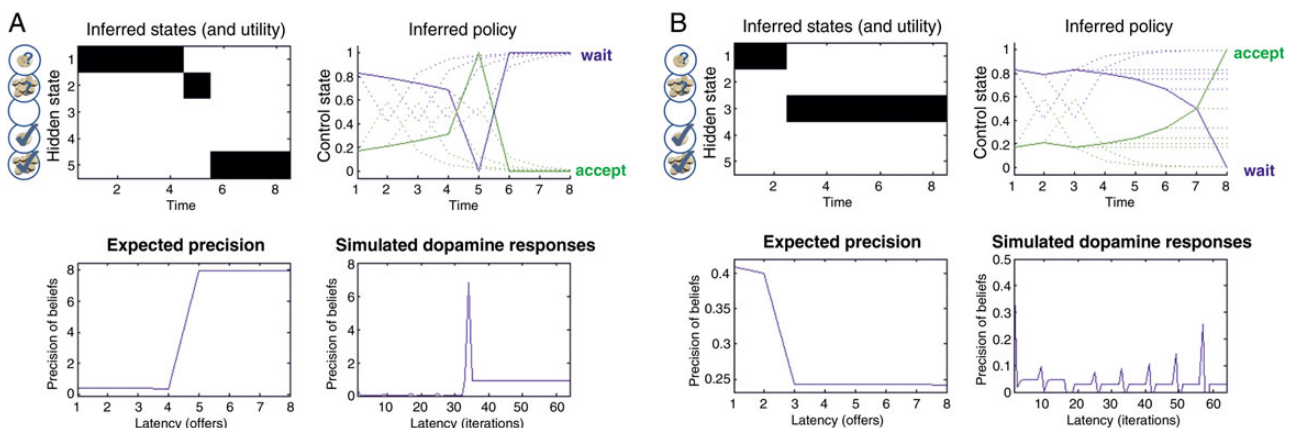 A
Inferred states (and utility)
Hidden state
?
?
1
2
3
4
5
2 4 6 8
Time
Inferred policy
Control state
1
0.8
0.6
0.4
0.2
0
1 2 3 4 5 6 7 8
Time
wait
accept
Expected precision
Precision of beliefs
8
6
4
2
0
1 2 3 4 5 6 7 8
Latency (offers)
Simulated dopamine responses
Precision of beliefs
8
6
4
2
0
10 20 30 40 50 60
Latency (iterations)
B
Inferred states (and utility)
Hidden state
?
?
1
2
3
4
5
2 4 6 8
Time
Inferred policy
Control state
1
0.8
0.6
0.4
0.2
0
1 2 3 4 5 6 7 8
Time
accept
wait
Expected precision
Precision of beliefs
0.4
0.35
0.3
0.25
1 2 3 4 5 6 7 8
Latency (offers)
Simulated dopamine responses
Precision of beliefs
0.5
0.4
0.3
0.2
0.1
0
10 20 30 40 50 60
Latency (iterations)